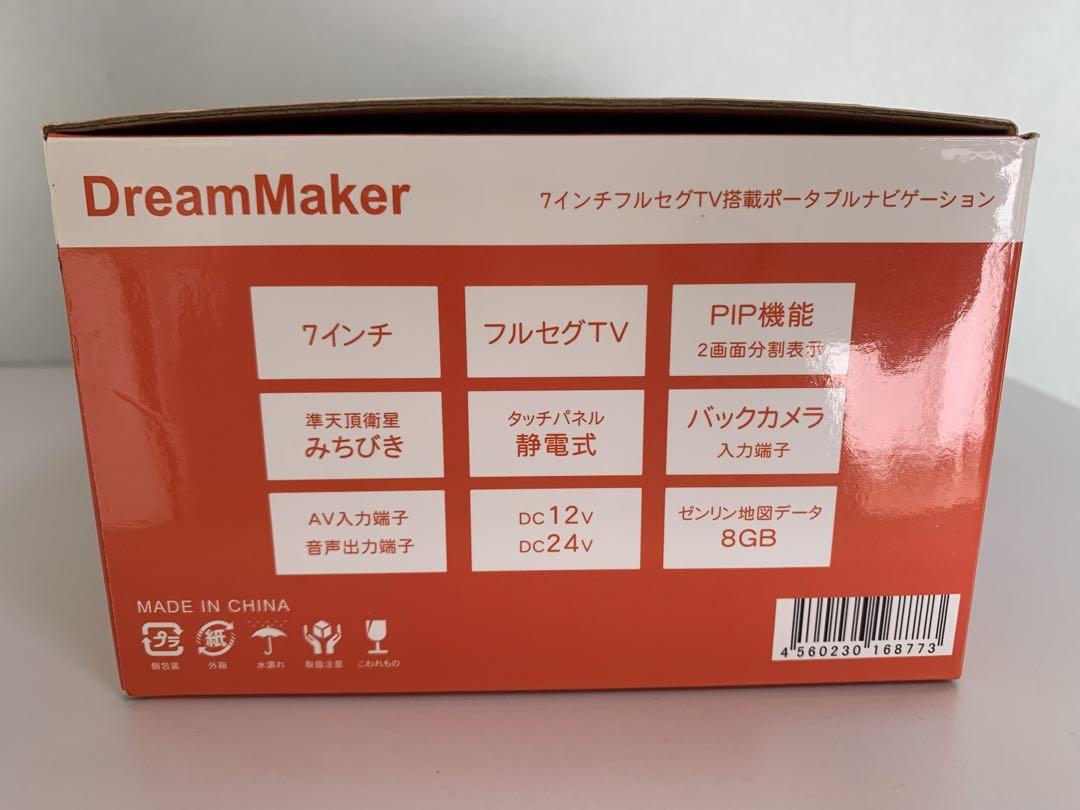 DreamMaker
7インチフルセグTV搭載ポータブルナビゲーション
7インチ
フルセグTV
PIP機能
2画面分割表示
準天頂衛星
みちびき
タッチパネル
静電式
バックカメラ
入力端子
AV入力端子
音声出力端子
DC12V
DC24V
ゼンリン地図データ
8GB
MADE IN CHINA
プラ
個包装
紙
外箱
水濡れ
取扱注意
こわれもの
4 560230 168773